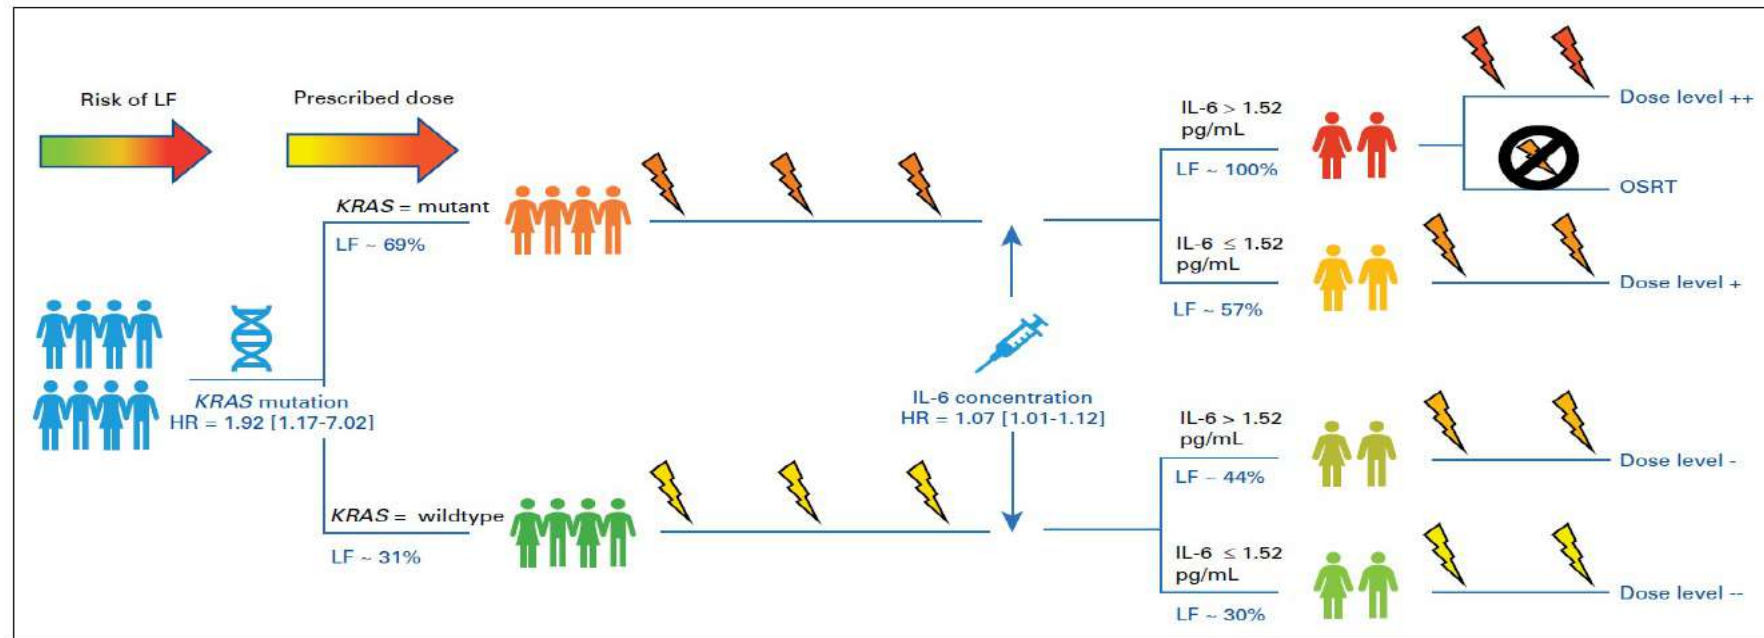 Risk of LF
Prescribed dose
KRAS = mutant
LF ~ 69%
KRAS mutation
HR = 1.92 [1.17-7.02]
KRAS = wildtype
LF ~ 31%
IL-6 concentration
HR = 1.07 [1.01-1.12]
IL-6 > 1.52
pg/mL
LF ~ 100%
Dose level ++
OSRT
IL-6 ≤ 1.52
pg/mL
LF ~ 57%
Dose level +
IL-6 > 1.52
pg/mL
LF ~ 44%
Dose level -
IL-6 ≤ 1.52
pg/mL
LF ~ 30%
Dose level --